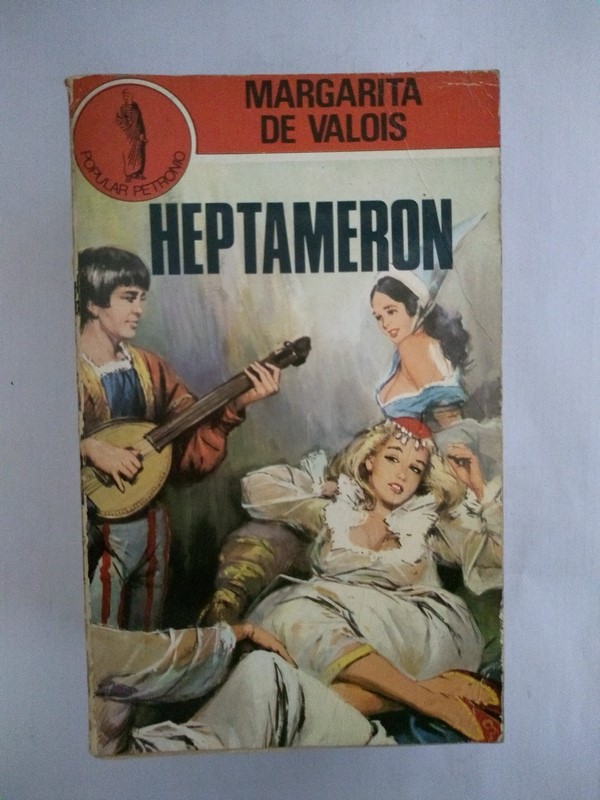 MARGARITA
DE VALOIS
POPULAR PETRONIO
HEPTAMERON